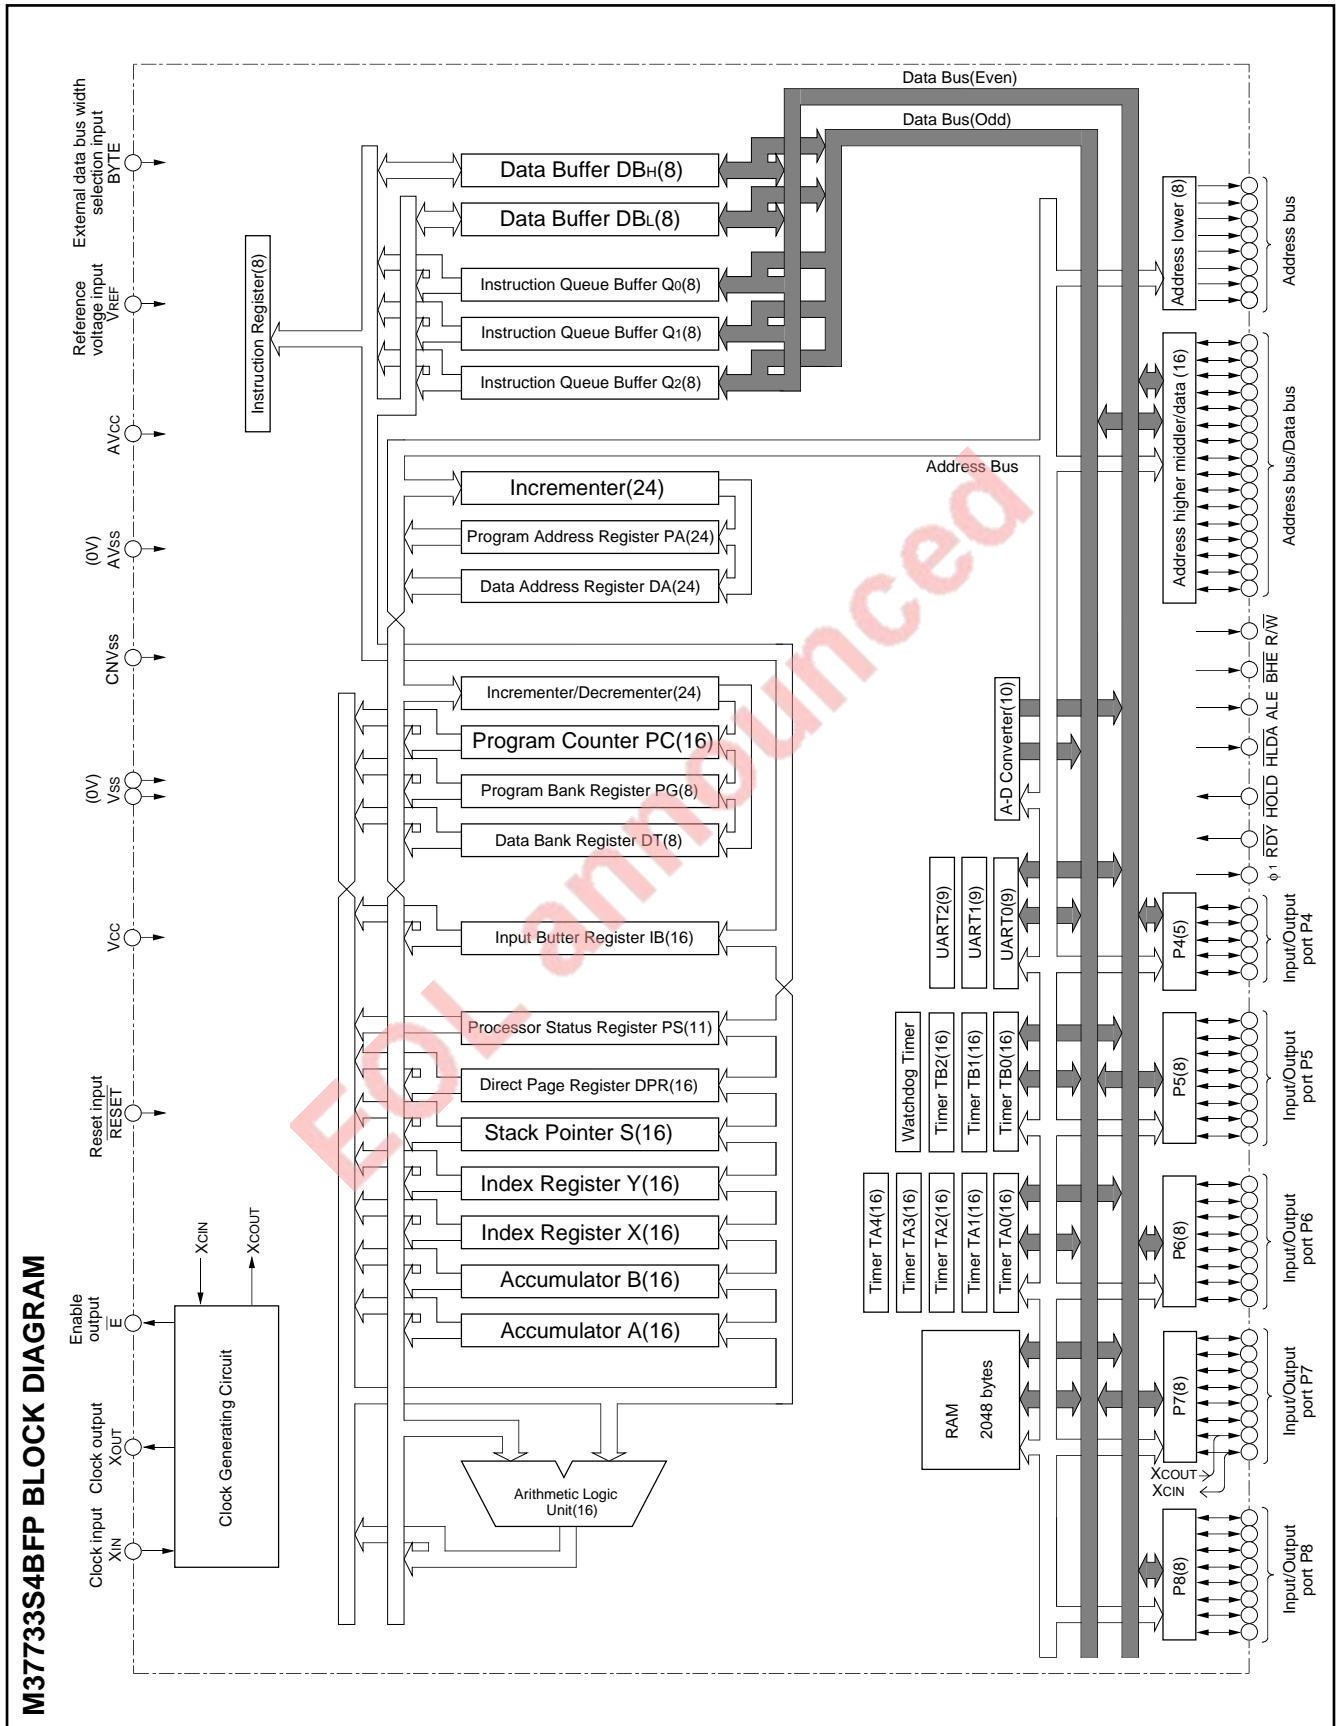 M37733S4BFP BLOCK DIAGRAM
External data bus width
selection input
BYTE
Reference
voltage input
VREF
AVCC
(0V)
AVSS
CNVSS
(0V)
VSS
VCC
Reset input
RESET
Enable
output
E
Clock output
XOUT
Clock input
XIN
XCIN
XCOUT
Clock Generating Circuit
Instruction Register(8)
Data Bus(Even)
Data Bus(Odd)
Data Buffer DBH(8)
Data Buffer DBL(8)
Instruction Queue Buffer Q0(8)
Instruction Queue Buffer Q1(8)
Instruction Queue Buffer Q2(8)
Address Bus
Incrementer(24)
Program Address Register PA(24)
Data Address Register DA(24)
Incrementer/Decrementer(24)
Program Counter PC(16)
Program Bank Register PG(8)
Data Bank Register DT(8)
Input Butter Register IB(16)
Processor Status Register PS(11)
Direct Page Register DPR(16)
Stack Pointer S(16)
Index Register Y(16)
Index Register X(16)
Accumulator B(16)
Accumulator A(16)
Arithmetic Logic
Unit(16)
A-D Converter(10)
UART2(9)
UART1(9)
UART0(9)
Watchdog Timer
Timer TB2(16)
Timer TB1(16)
Timer TB0(16)
Timer TA4(16)
Timer TA3(16)
Timer TA2(16)
Timer TA1(16)
Timer TA0(16)
RAM
2048 bytes
Address lower (8)
Address bus
Address higher middler/data (16)
Address bus/Data bus
R/W
BHE
ALE
HLDA
HOLD
RDY
φ1
P4(5)
Input/Output
port P4
P5(8)
Input/Output
port P5
P6(8)
Input/Output
port P6
P7(8)
Input/Output
port P7
XCOUT
XCIN
P8(8)
Input/Output
port P8
EOL announced